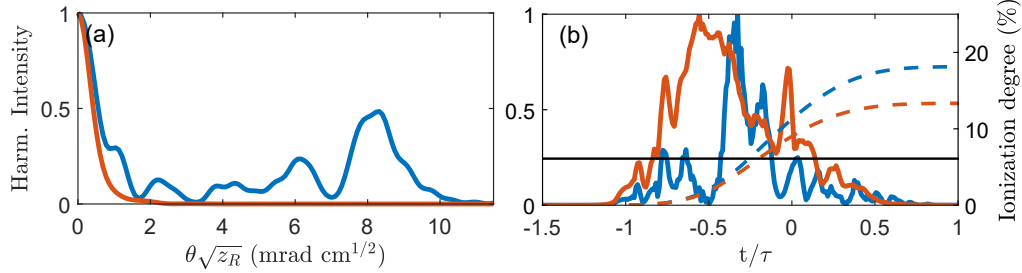 (a)
Harm. Intensity
1
0.5
0
0 2 4 6 8 10
θ√z_R (mrad cm^{1/2})
(b)
1
0.5
0
-1.5 -1 -0.5 0 0.5 1
t/τ
20
10
0
Ionization degree (%)